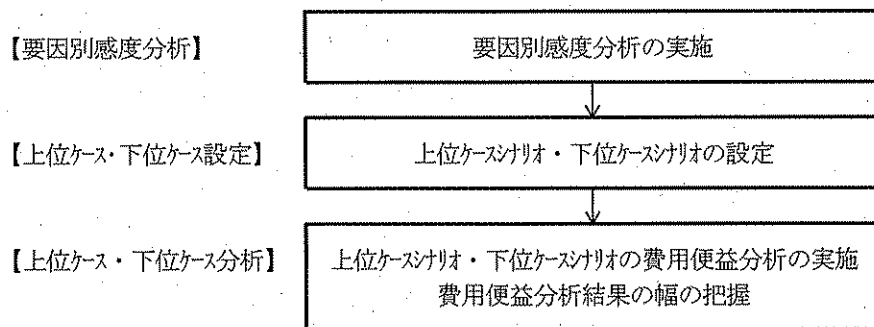 【要因別感度分析】
要因別感度分析の実施
【上位ケース・下位ケース設定】
上位ケースシナリオ・下位ケースシナリオの設定
【上位ケース・下位ケース分析】
上位ケースシナリオ・下位ケースシナリオの費用便益分析の実施
費用便益分析結果の幅の把握